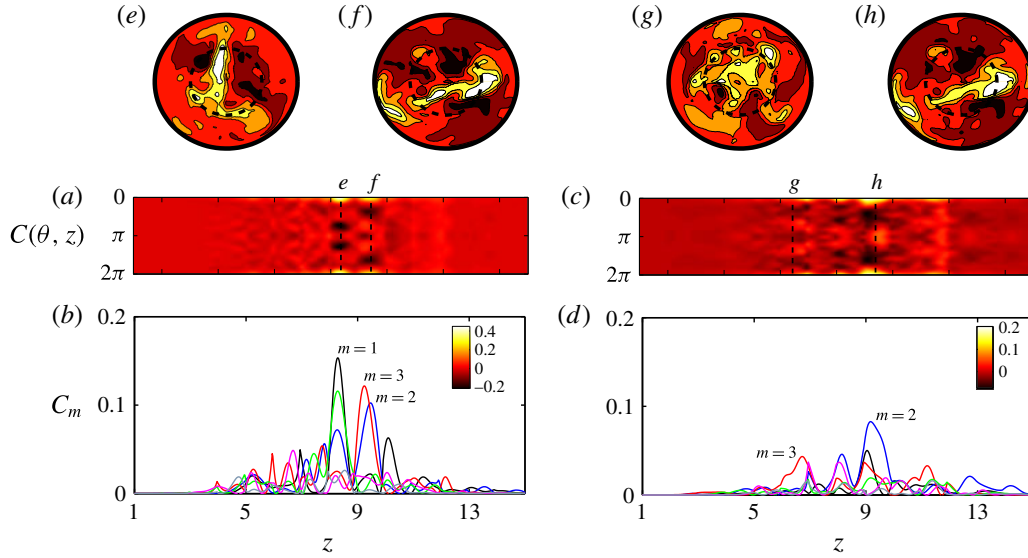 (e) (f) (g) (h)
(a) 0 e f (c) g h
C(θ, z) π π
2π 2π
(b) 0.2 (d) 0.2
0.4 0.2 0 −0.2
0.2 0.1 0
m = 1
m = 3
m = 2
m = 2
m = 3
C_m 0.1 0.1
0 0
1 5 9 13 1 5 9 13
z z